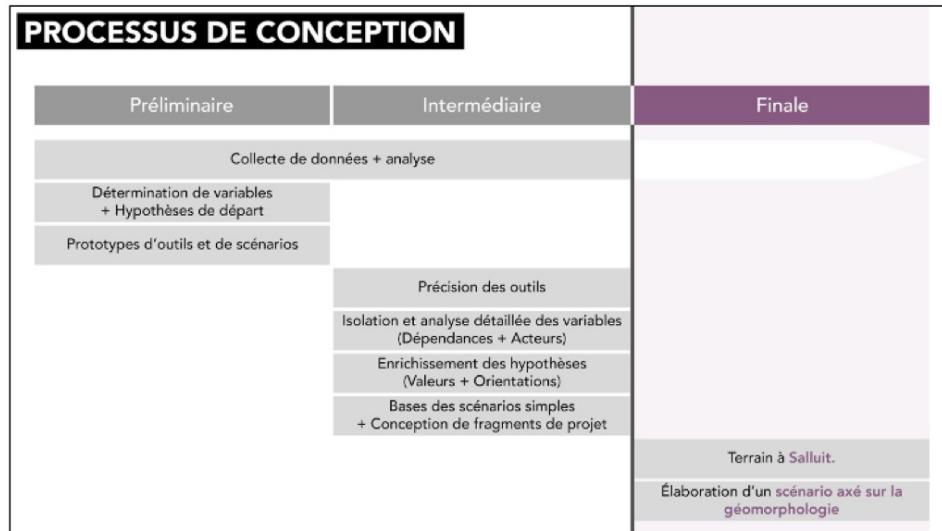 PROCESSUS DE CONCEPTION
Préliminaire
Intermédiaire
Finale
Collecte de données + analyse
Détermination de variables
+ Hypothèses de départ
Prototypes d'outils et de scénarios
Précision des outils
Isolation et analyse détaillée des variables
(Dépendances + Acteurs)
Enrichissement des hypothèses
(Valeurs + Orientations)
Bases des scénarios simples
+ Conception de fragments de projet
Terrain à Salluit.
Élaboration d'un scénario axé sur la
géomorphologie